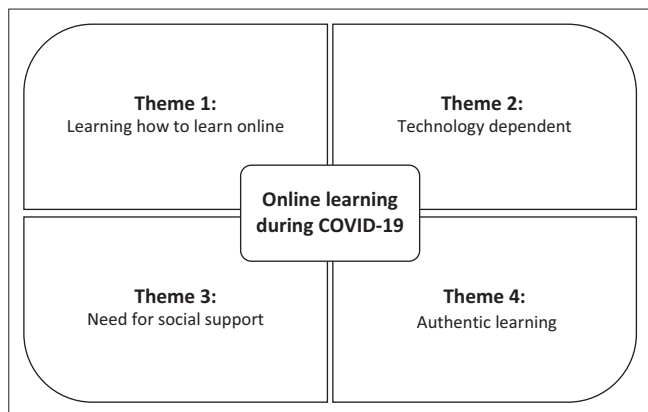 Theme 1:
Learning how to learn online
Theme 2:
Technology dependent
Online learning
during COVID-19
Theme 3:
Need for social support
Theme 4:
Authentic learning